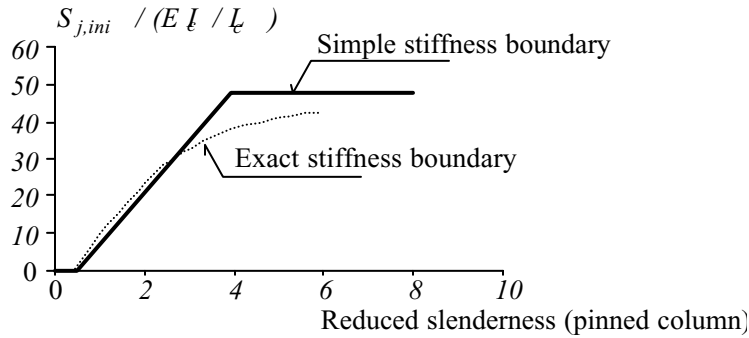 S j,ini / (E I c / L c )
Simple stiffness boundary
60
50
40
30
20
10
0
Exact stiffness boundary
0 2 4 6 8 10
Reduced slenderness (pinned column)